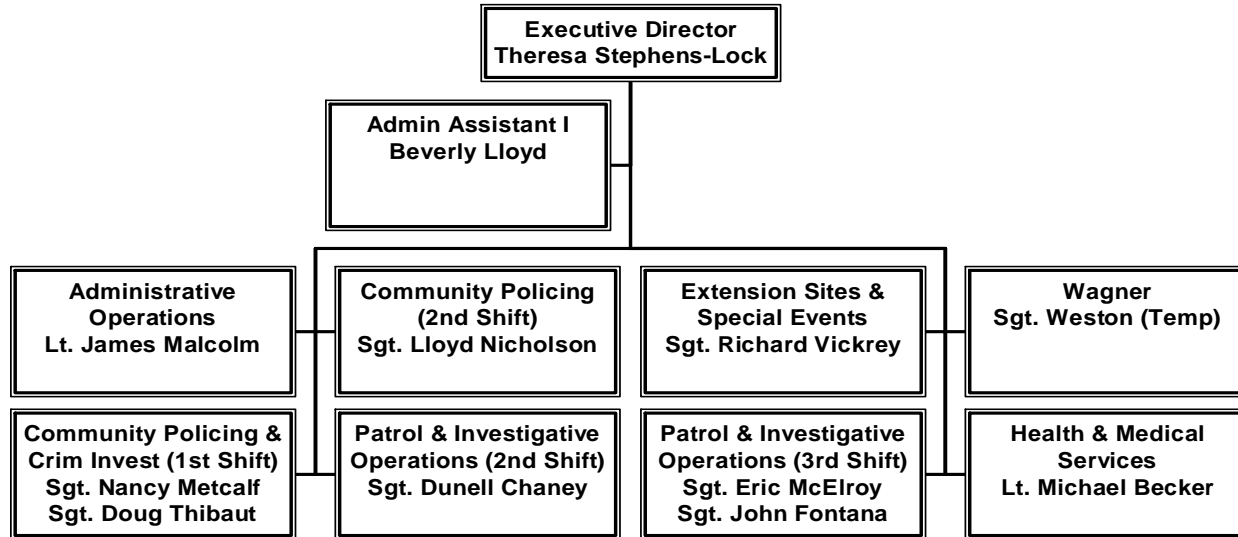 Executive Director
Theresa Stephens-Lock
Admin Assistant I
Beverly Lloyd
Administrative
Operations
Lt. James Malcolm
Community Policing
(2nd Shift)
Sgt. Lloyd Nicholson
Extension Sites &
Special Events
Sgt. Richard Vickrey
Wagner
Sgt. Weston (Temp)
Community Policing &
Crim Invest (1st Shift)
Sgt. Nancy Metcalf
Sgt. Doug Thibaut
Patrol & Investigative
Operations (2nd Shift)
Sgt. Dunell Chaney
Patrol & Investigative
Operations (3rd Shift)
Sgt. Eric McElroy
Sgt. John Fontana
Health & Medical
Services
Lt. Michael Becker